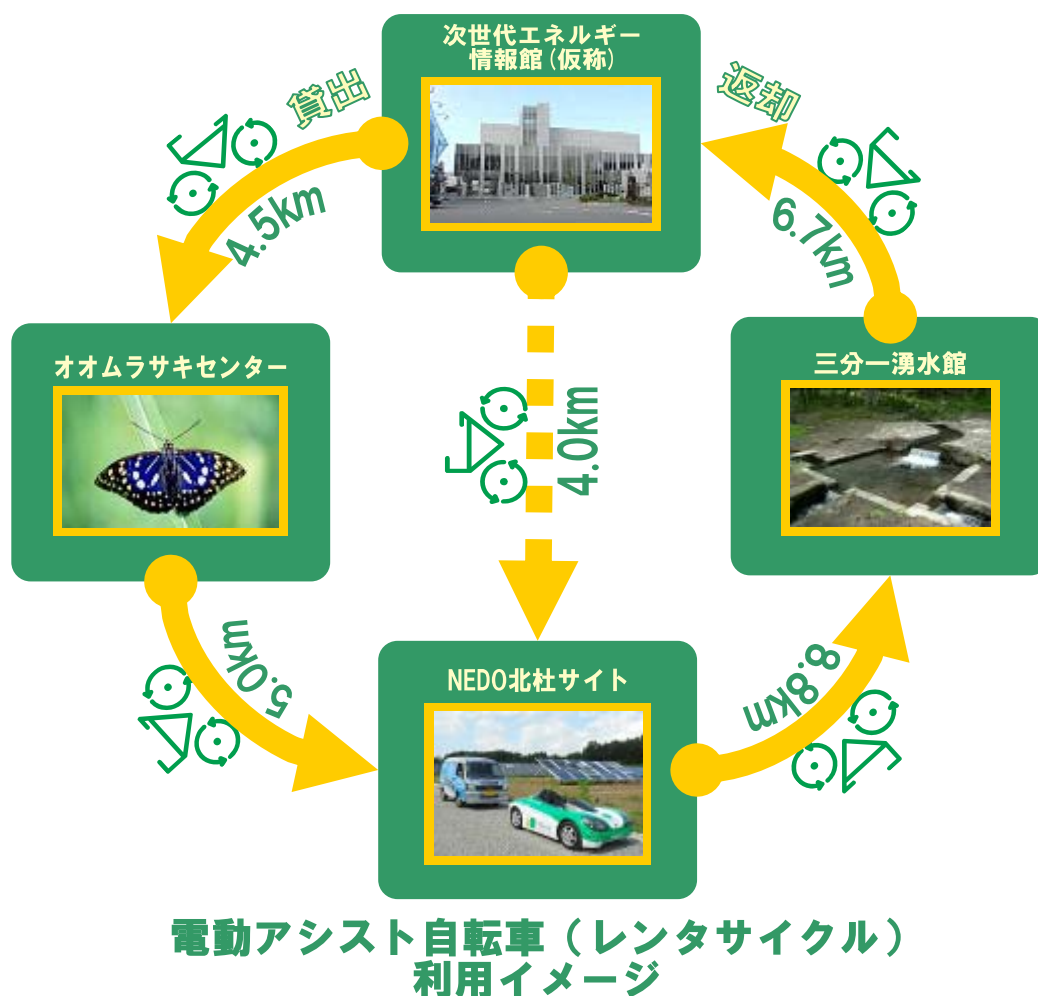 次世代エネルギー
情報館(仮称)
貸出
返却
4.5km
6.7km
オオムラサキセンター
三分一湧水館
4.0km
5.0km
8.8km
NEDO北杜サイト
電動アシスト自転車(レンタサイクル)
利用イメージ